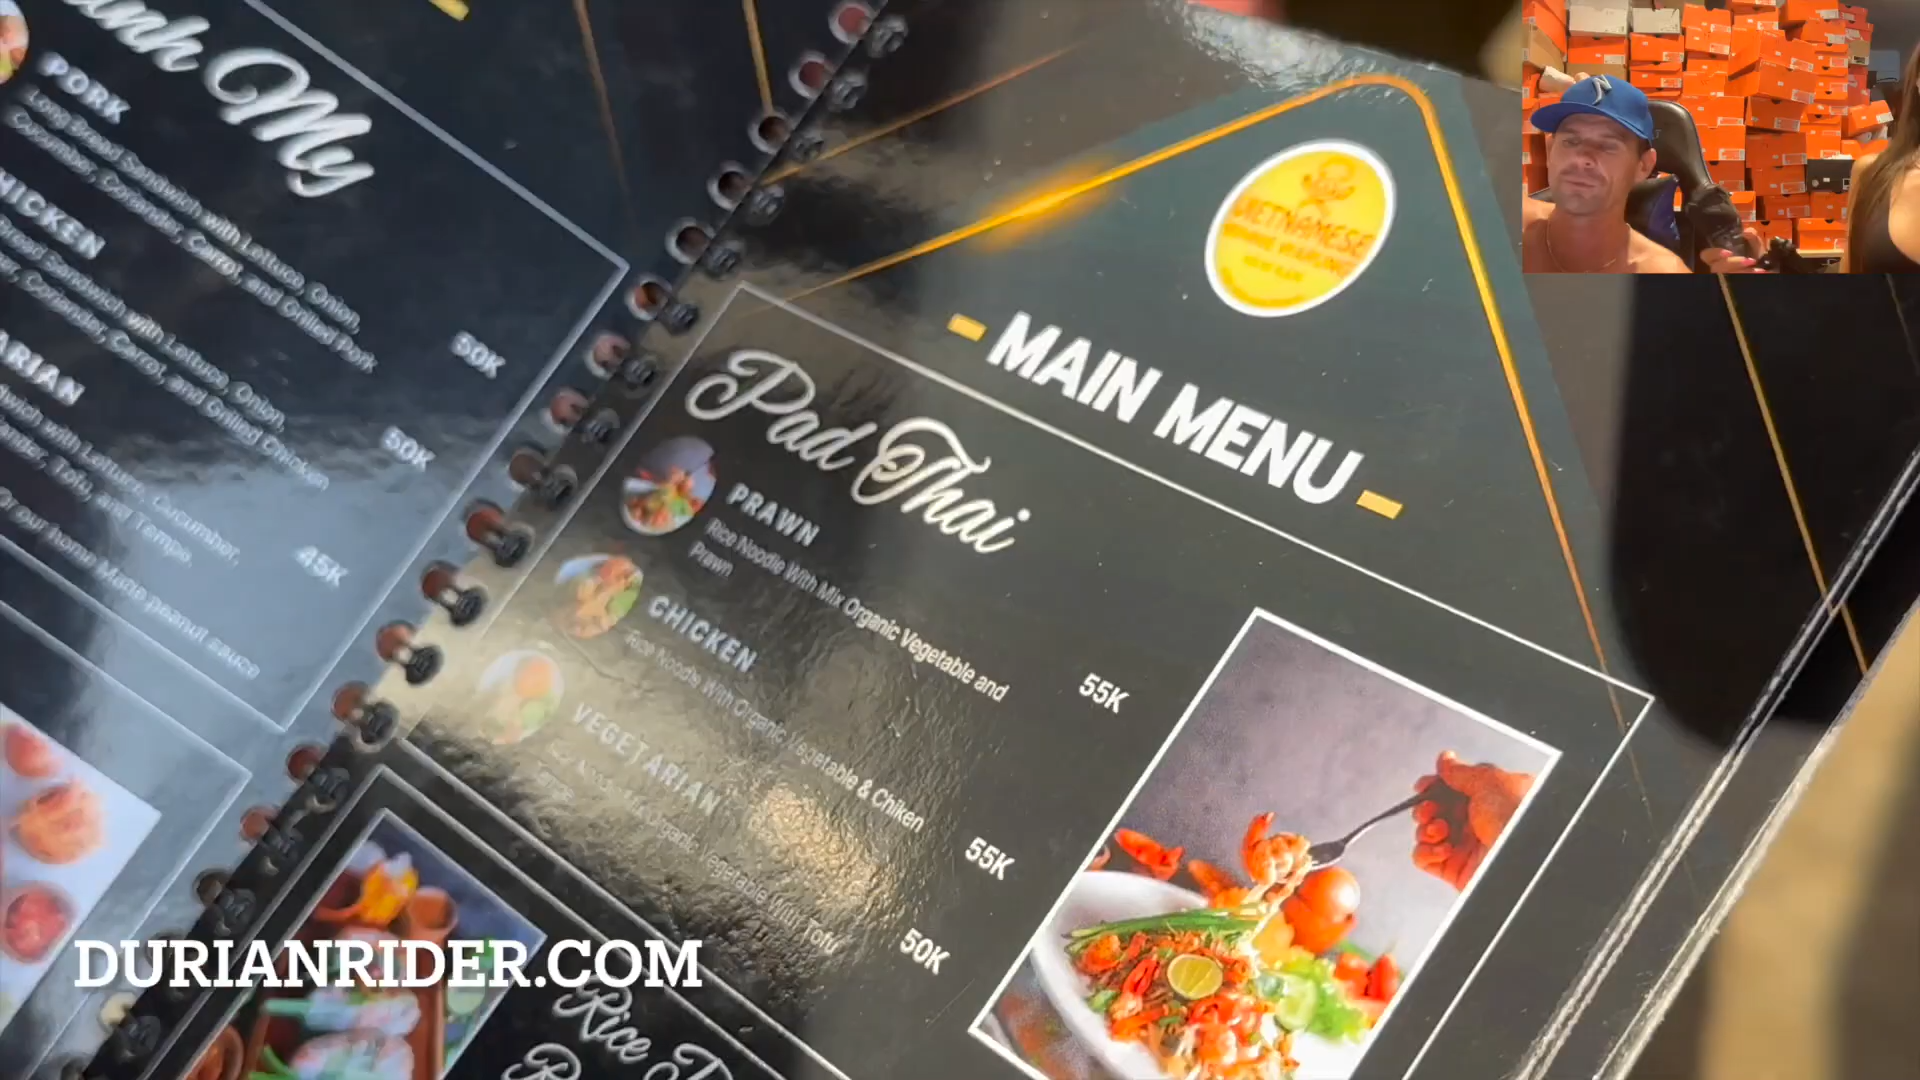 anh My
PORK
Long Bread Sandwich with Lettuce, Onion,
Cucumber, Coriander, Carrot, and Grilled Pork
50K
HICKEN
Bread Sandwich with Lettuce, Onion,
Coriander, Carrot, and Grilled Chicken
50K
ARIAN
with Lettuce, Cucumber,
Tofu, and Tempe.
45K
Or our home Made peanut sauce
VIETNAMESE
MAIN MENU
Pad Thai
PRAWN
Rice Noodle With Mix Organic Vegetable and
Prawn
55K
CHICKEN
Rice Noodle With Organic Vegetable & Chiken
55K
VEGETARIAN
Organic Vegetable With Tofu
50K
Rice
DURIANRIDER.COM